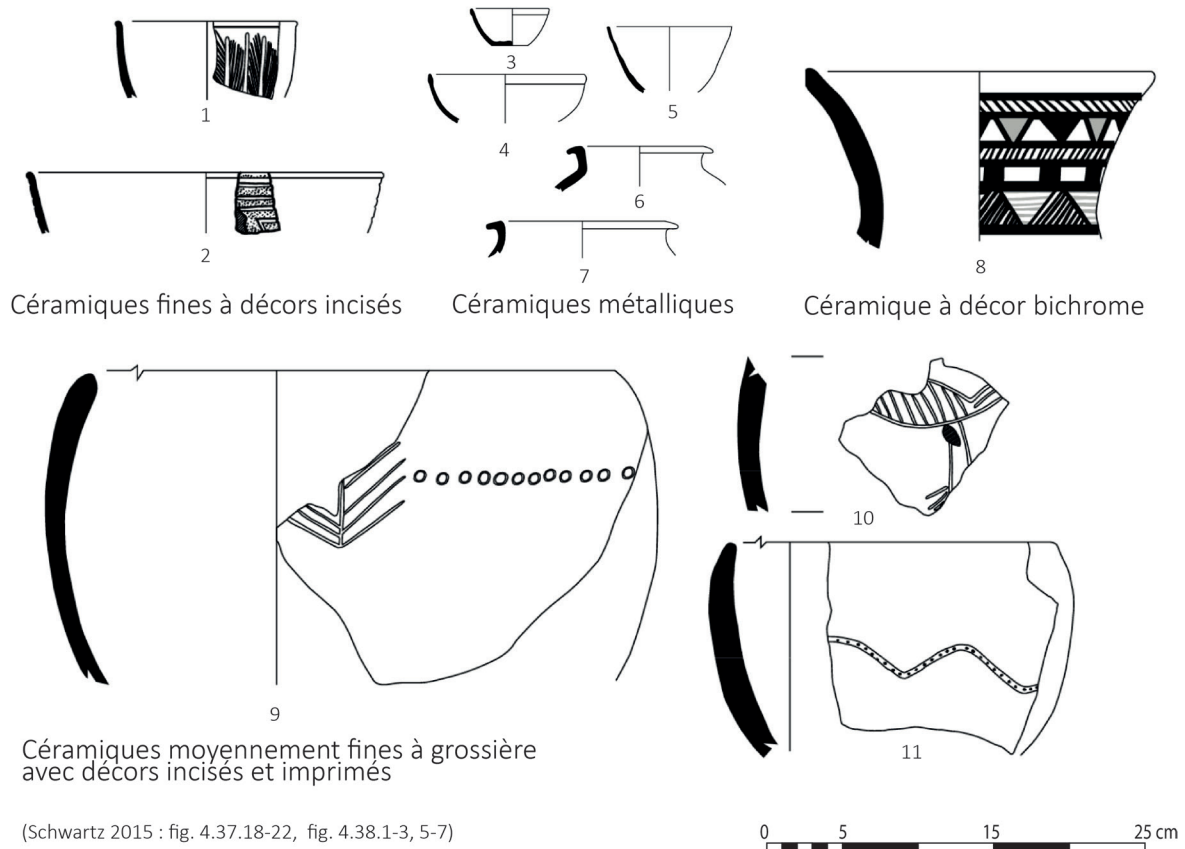 1
2
Céramiques fines à décors incisés
3
4
5
6
7
Céramiques métalliques
8
Céramique à décor bichrome
9
10
11
Céramiques moyennement fines à grossière
avec décors incisés et imprimés
(Schwartz 2015 : fig. 4.37.18-22, fig. 4.38.1-3, 5-7)
0 5 15 25 cm